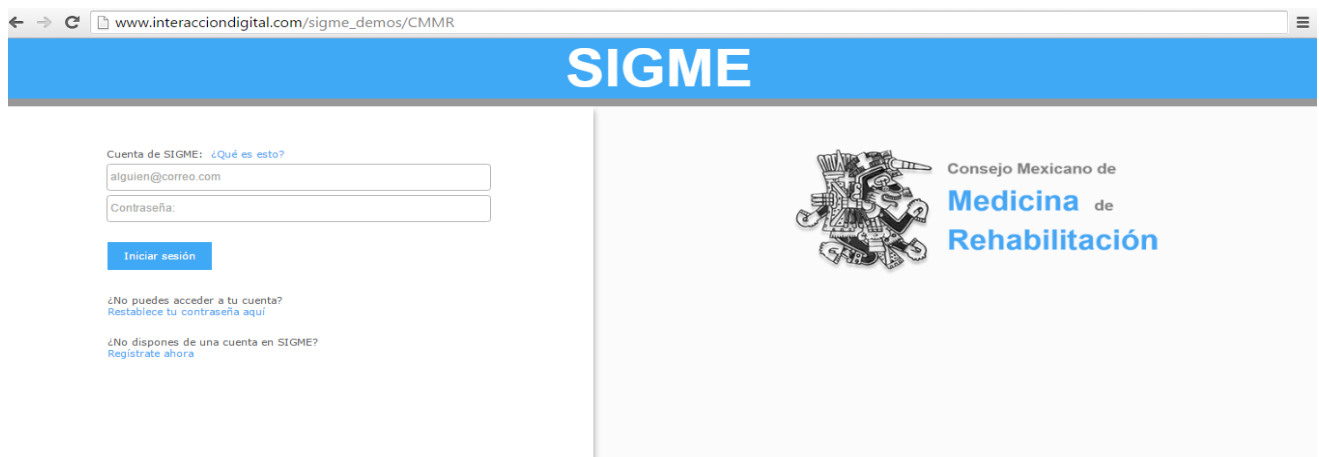 www.interacciondigital.com/sigme_demos/CMMR
SIGME
Cuenta de SIGME: ¿Qué es esto?
alguien@correo.com
Contraseña:
Iniciar sesión
¿No puedes acceder a tu cuenta?
Restablece tu contraseña aquí
¿No dispones de una cuenta en SIGME?
Regístrate ahora
Consejo Mexicano de
Medicina de
Rehabilitación